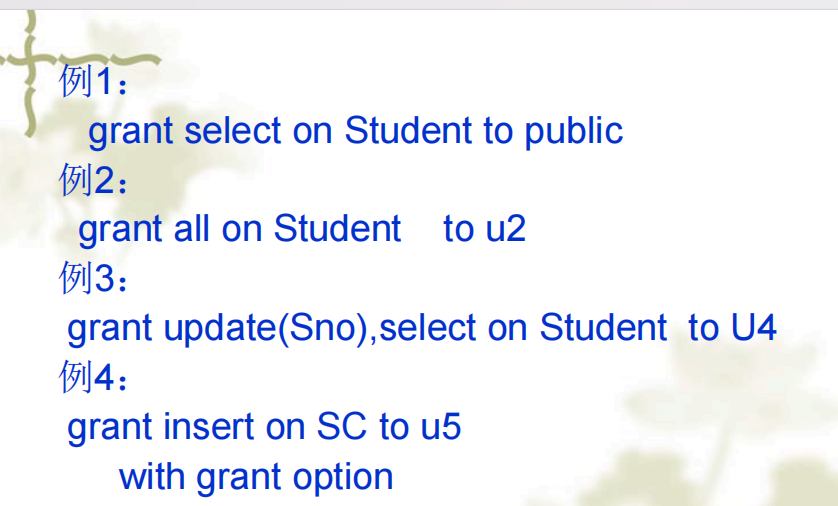 例1：
grant select on Student to public
例2：
grant all on Student to u2
例3：
grant update(Sno),select on Student to U4
例4：
grant insert on SC to u5
with grant option